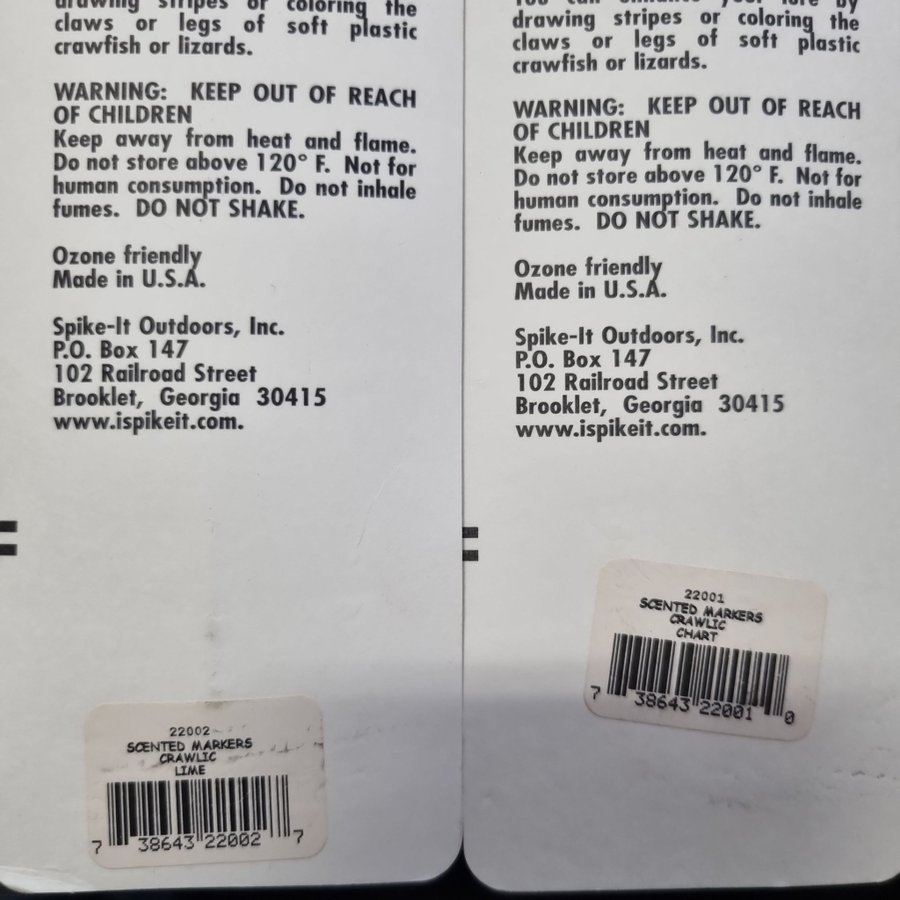 drawing stripes or coloring the
claws or legs of soft plastic
crawfish or lizards.
WARNING: KEEP OUT OF REACH
OF CHILDREN
Keep away from heat and flame.
Do not store above 120° F. Not for
human consumption. Do not inhale
fumes. DO NOT SHAKE.
Ozone friendly
Made in U.S.A.
Spike-It Outdoors, Inc.
P.O. Box 147
102 Railroad Street
Brooklet, Georgia 30415
www.ispikeit.com.
22002
SCENTED MARKERS
CRAWLIC
LIME
7 38643 22002 7
You can enhance your lure by
drawing stripes or coloring the
claws or legs of soft plastic
crawfish or lizards.
WARNING: KEEP OUT OF REACH
OF CHILDREN
Keep away from heat and flame.
Do not store above 120° F. Not for
human consumption. Do not inhale
fumes. DO NOT SHAKE.
Ozone friendly
Made in U.S.A.
Spike-It Outdoors, Inc.
P.O. Box 147
102 Railroad Street
Brooklet, Georgia 30415
www.ispikeit.com.
22001
SCENTED MARKERS
CRAWLIC
CHART
7 38643 22001 0